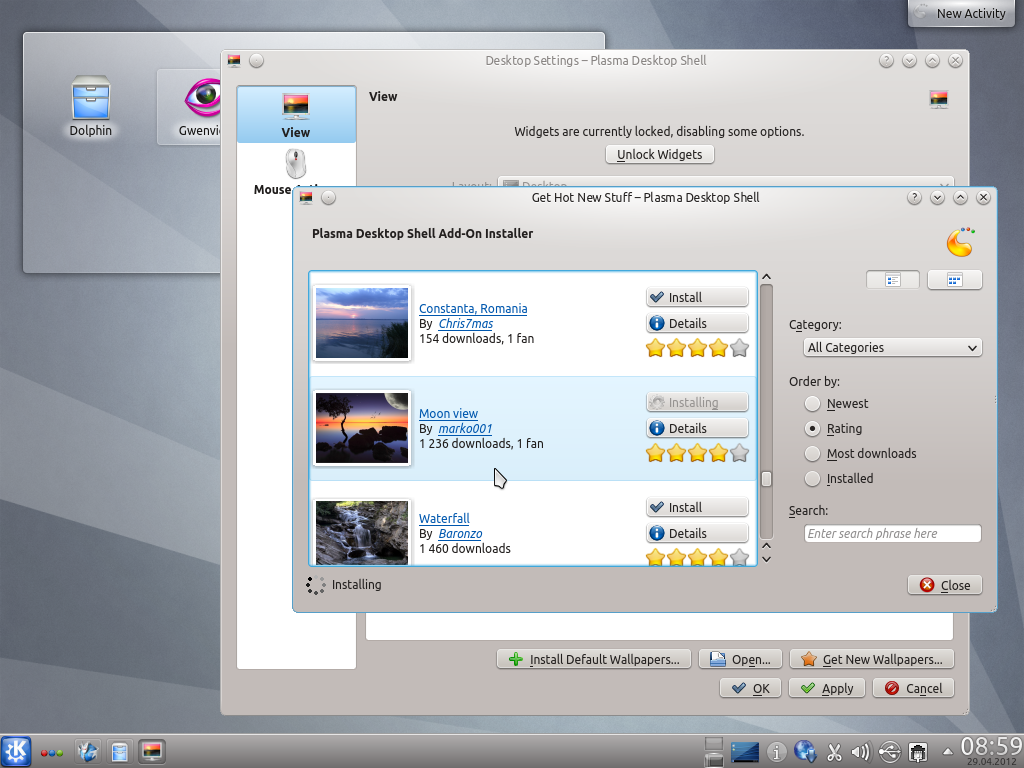 New Activity
Dolphin
Desktop Settings – Plasma Desktop Shell
View
View
Widgets are currently locked, disabling some options.
Unlock Widgets
Layout:
Desktop
Get Hot New Stuff – Plasma Desktop Shell
Plasma Desktop Shell Add-On Installer
Constanta, Romania
By Chris7mas
154 downloads, 1 fan
Install
Details
Moon view
By marko001
1 236 downloads, 1 fan
Installing
Details
Waterfall
By Baronzo
1 460 downloads
Install
Details
Category:
All Categories
Order by:
Newest
Rating
Most downloads
Installed
Search:
Enter search phrase here
Installing
Close
Install Default Wallpapers...
Open...
Get New Wallpapers...
OK
Apply
Cancel
Mouse
08:59
29.04.2012